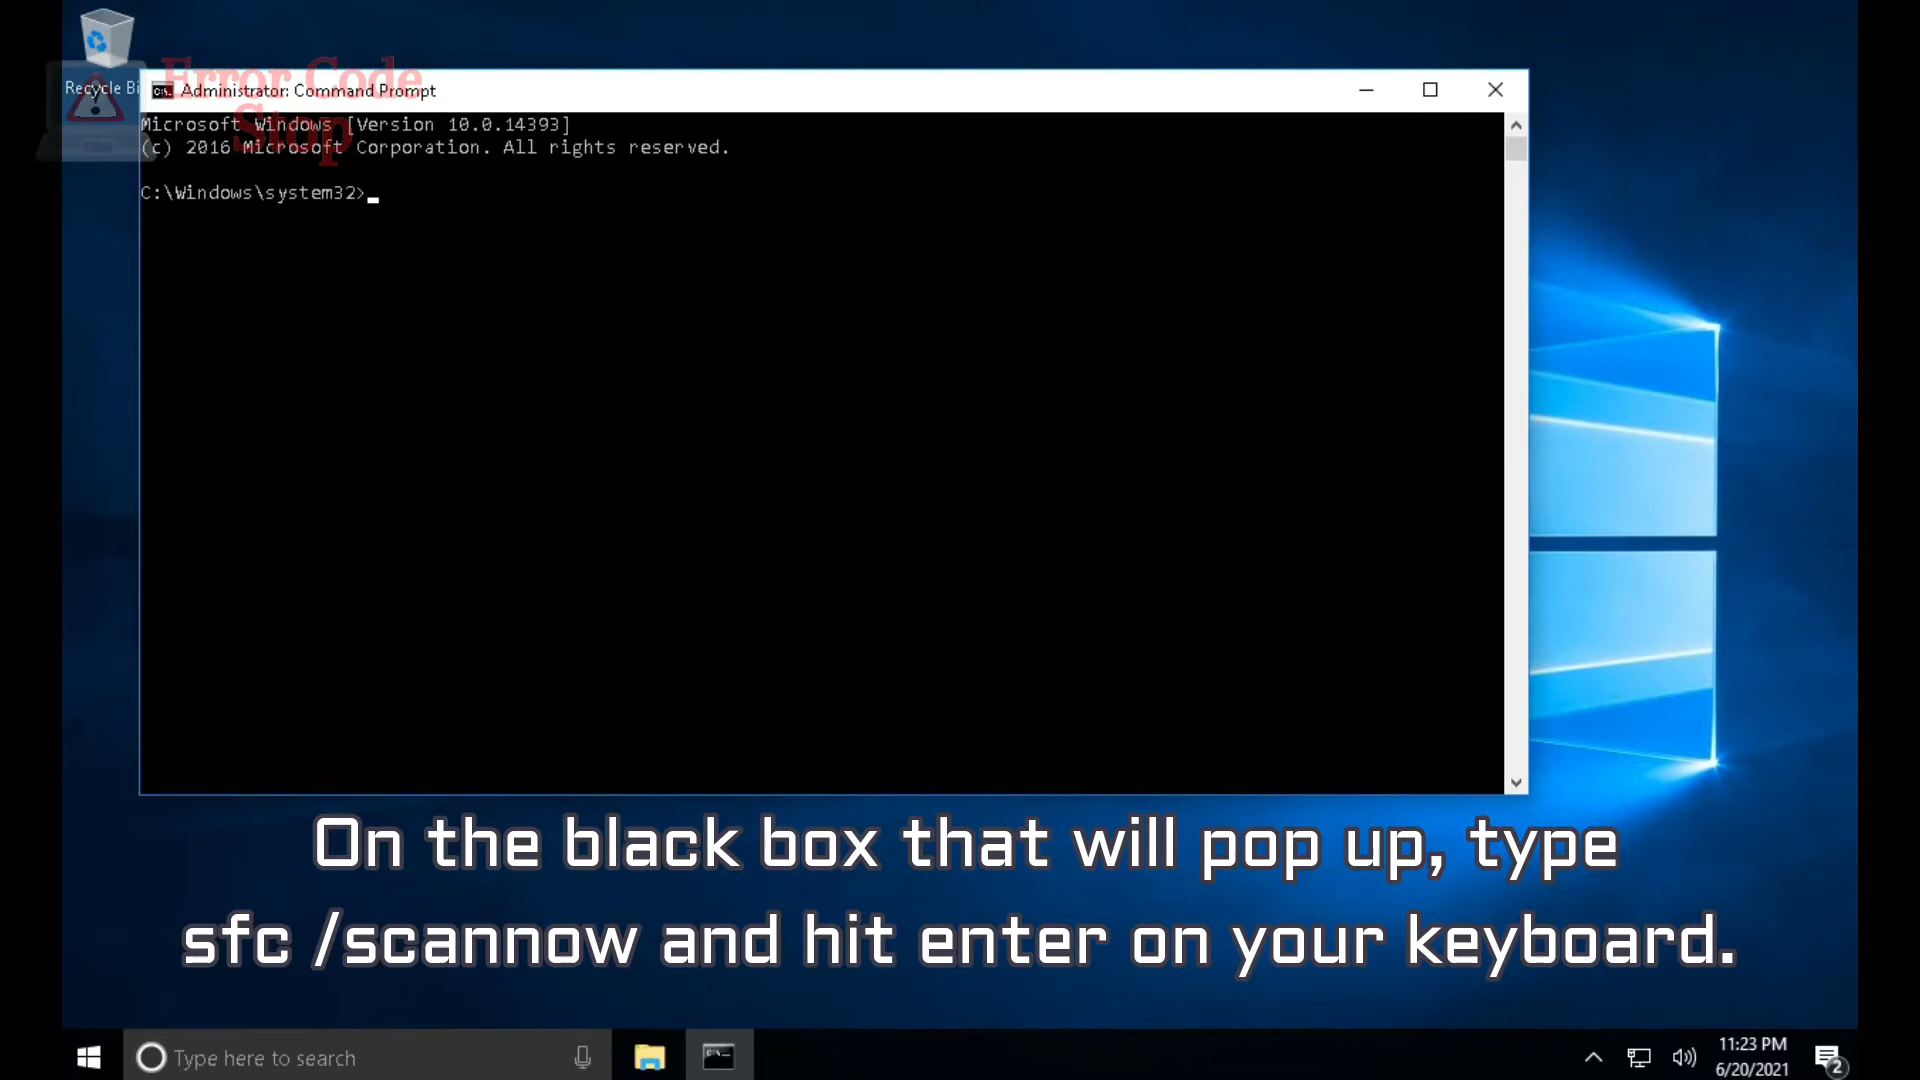 Recycle Bi
Error Code
Stop
Administrator: Command Prompt
Microsoft Windows [Version 10.0.14393]
(c) 2016 Microsoft Corporation. All rights reserved.
C:\Windows\system32>
On the black box that will pop up, type
sfc /scannow and hit enter on your keyboard.
Type here to search
11:23 PM
6/20/2021
2